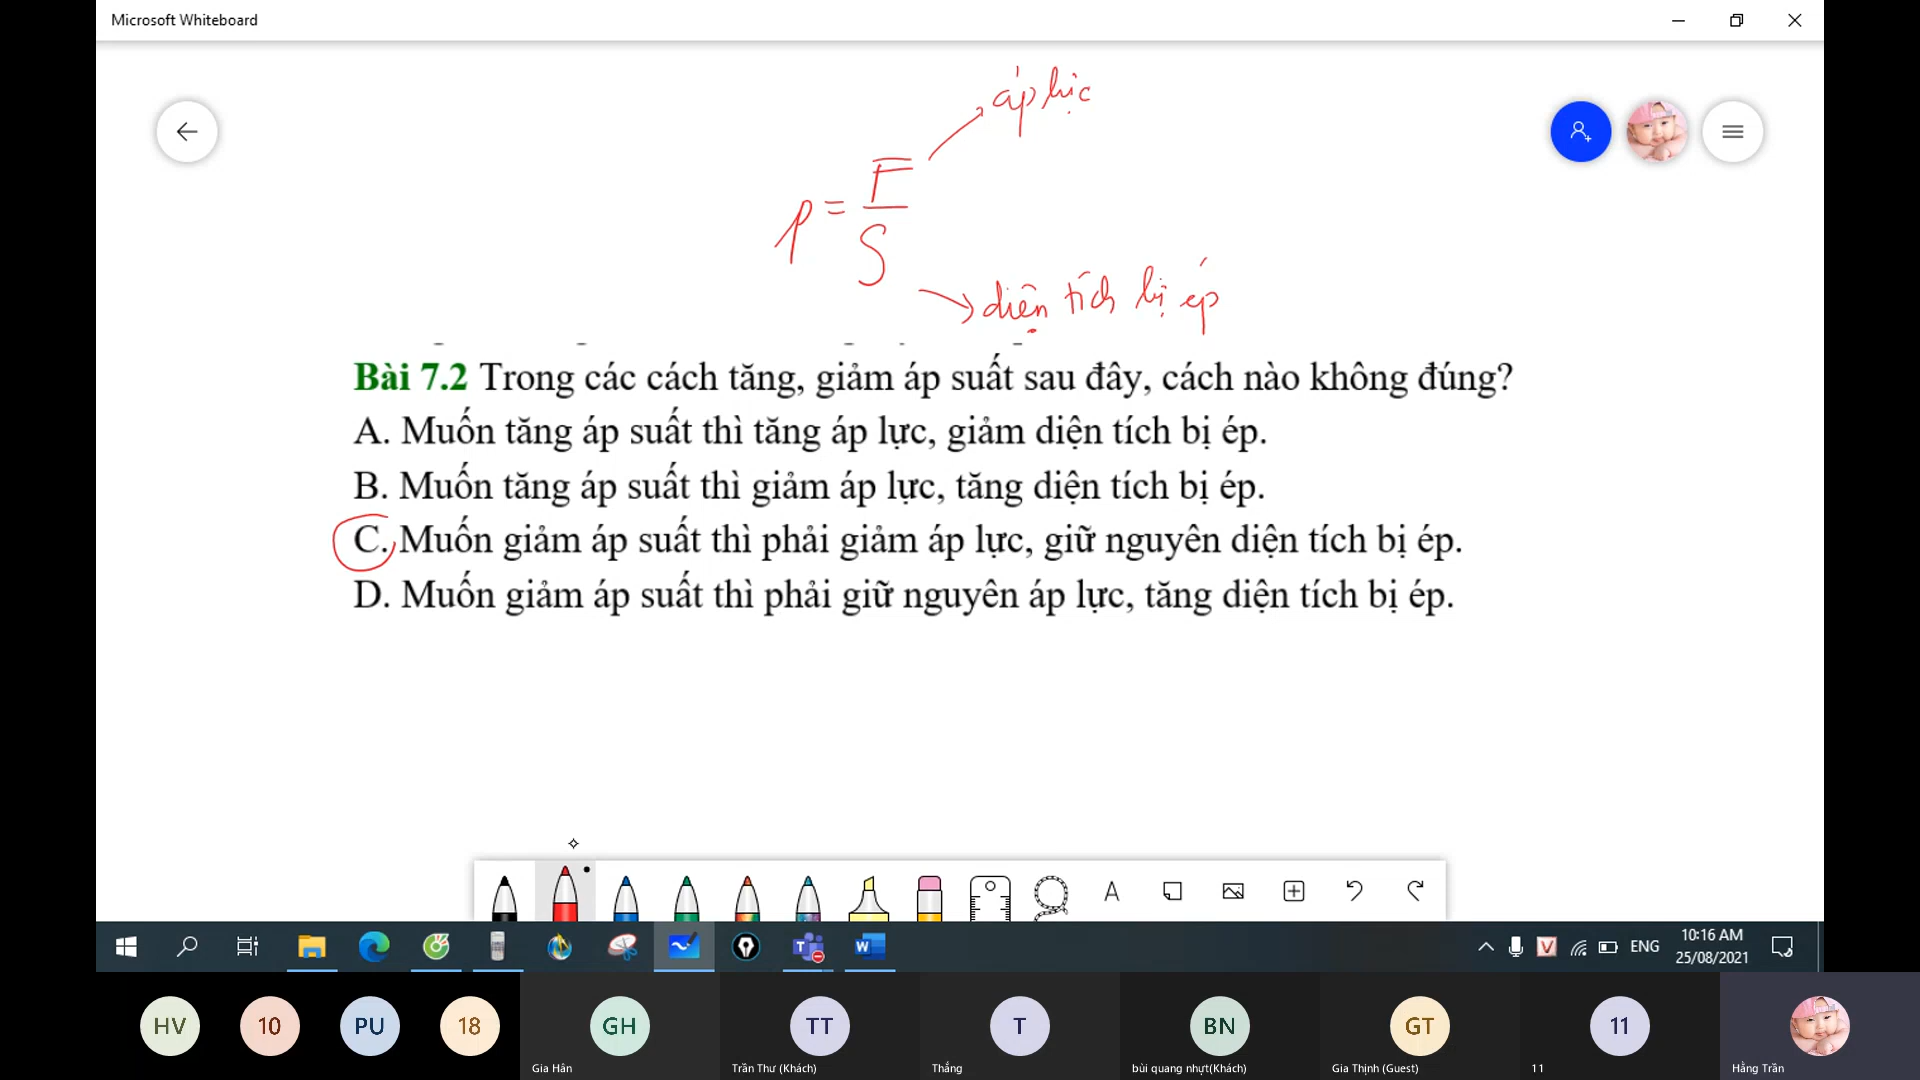 Microsoft Whiteboard
áp lực
p = F
S
diện tích bị ép
Bài 7.2 Trong các cách tăng, giảm áp suất sau đây, cách nào không đúng?
A. Muốn tăng áp suất thì tăng áp lực, giảm diện tích bị ép.
B. Muốn tăng áp suất thì giảm áp lực, tăng diện tích bị ép.
C. Muốn giảm áp suất thì phải giảm áp lực, giữ nguyên diện tích bị ép.
D. Muốn giảm áp suất thì phải giữ nguyên áp lực, tăng diện tích bị ép.
ENG
10:16 AM
25/08/2021
HV
10
PU
18
GH
TT
T
BN
GT
11
Gia Hân
Trần Thư (Khách)
Thắng
bùi quang nhựt(Khách)
Gia Thịnh (Guest)
11
Hằng Trần